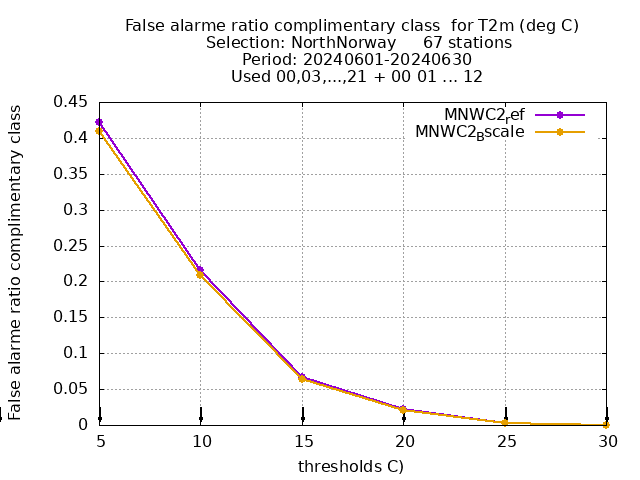 False alarme ratio complimentary class  for T2m (deg C)
Selection: NorthNorway     67 stations
Period: 20240601-20240630
Used 00,03,...,21 + 00 01 ... 12
MNWC2ref
MNWC2Bscale
False alarme ratio complimentary class
0.45
0.4
0.35
0.3
0.25
0.2
0.15
0.1
0.05
0
5 10 15 20 25 30
thresholds C)